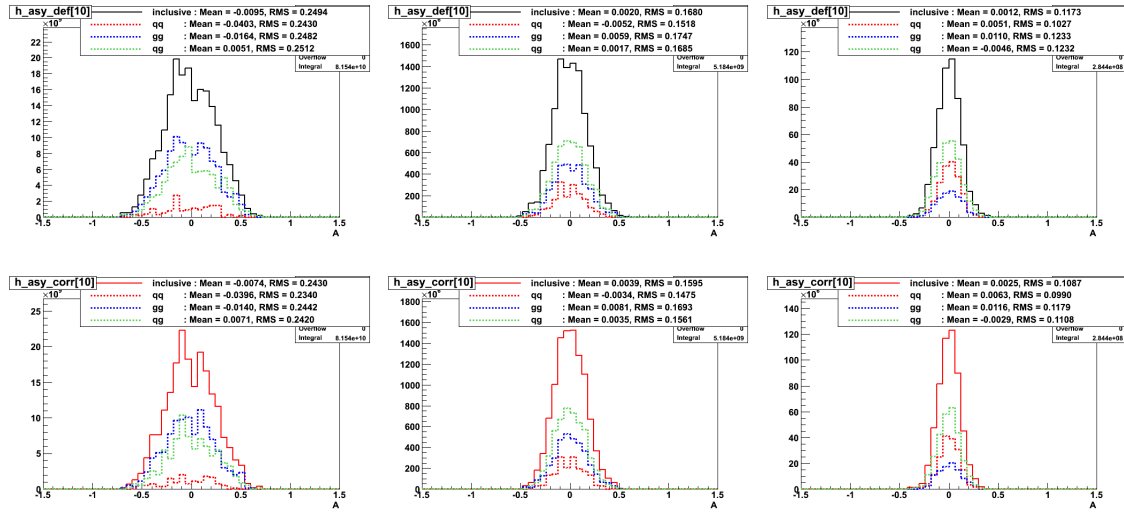 h_asy_def[10]
inclusive : Mean = -0.0095, RMS = 0.2494
qq : Mean = -0.0403, RMS = 0.2430
gg : Mean = -0.0164, RMS = 0.2482
qg : Mean = 0.0051, RMS = 0.2512
Overflow 0
Integral 8.154e+10
22
20
18
16
14
12
10
8
6
4
2
0
-1.5 -1 -0.5 0 0.5 1 1.5
A
h_asy_def[10]
inclusive : Mean = 0.0020, RMS = 0.1680
qq : Mean = -0.0052, RMS = 0.1518
gg : Mean = 0.0059, RMS = 0.1747
qg : Mean = 0.0017, RMS = 0.1685
Overflow 0
Integral 5.184e+09
1600
1400
1200
1000
800
600
400
200
0
-1.5 -1 -0.5 0 0.5 1 1.5
A
h_asy_def[10]
inclusive : Mean = 0.0012, RMS = 0.1173
qq : Mean = 0.0051, RMS = 0.1027
gg : Mean = 0.0110, RMS = 0.1233
qg : Mean = -0.0046, RMS = 0.1232
Overflow 0
Integral 2.844e+08
120
100
80
60
40
20
0
-1.5 -1 -0.5 0 0.5 1 1.5
A
h_asy_corr[10]
inclusive : Mean = -0.0074, RMS = 0.2430
qq : Mean = -0.0396, RMS = 0.2340
gg : Mean = -0.0140, RMS = 0.2442
qg : Mean = 0.0071, RMS = 0.2420
Overflow 0
Integral 8.154e+10
25
20
15
10
5
0
-1.5 -1 -0.5 0 0.5 1 1.5
A
h_asy_corr[10]
inclusive : Mean = 0.0039, RMS = 0.1595
qq : Mean = -0.0034, RMS = 0.1475
gg : Mean = 0.0081, RMS = 0.1693
qg : Mean = 0.0035, RMS = 0.1561
Overflow 0
Integral 5.184e+09
1800
1600
1400
1200
1000
800
600
400
200
0
-1.5 -1 -0.5 0 0.5 1 1.5
A
h_asy_corr[10]
inclusive : Mean = 0.0025, RMS = 0.1087
qq : Mean = 0.0063, RMS = 0.0990
gg : Mean = 0.0116, RMS = 0.1179
qg : Mean = -0.0029, RMS = 0.1108
Overflow 0
Integral 2.844e+08
140
120
100
80
60
40
20
0
-1.5 -1 -0.5 0 0.5 1 1.5
A